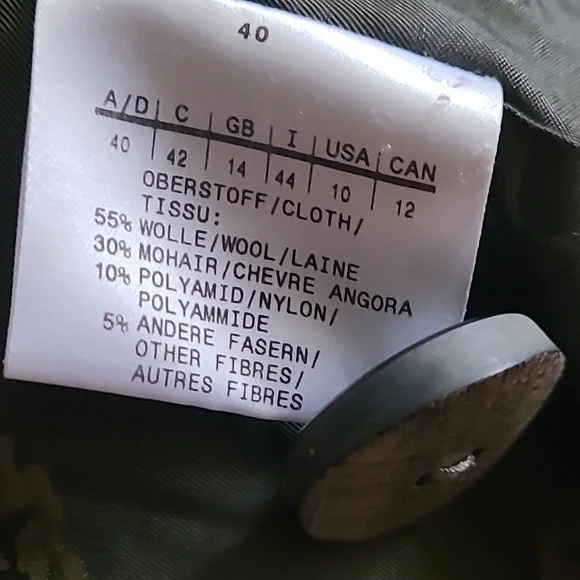 40
A/D C GB I USA CAN
40 42 14 44 10 12
OBERSTOFF/CLOTH/
TISSU:
55% WOLLE/WOOL/LAINE
30% MOHAIR/CHEVRE ANGORA
10% POLYAMID/NYLON/
POLYAMMIDE
5% ANDERE FASERN/
OTHER FIBRES/
AUTRES FIBRES